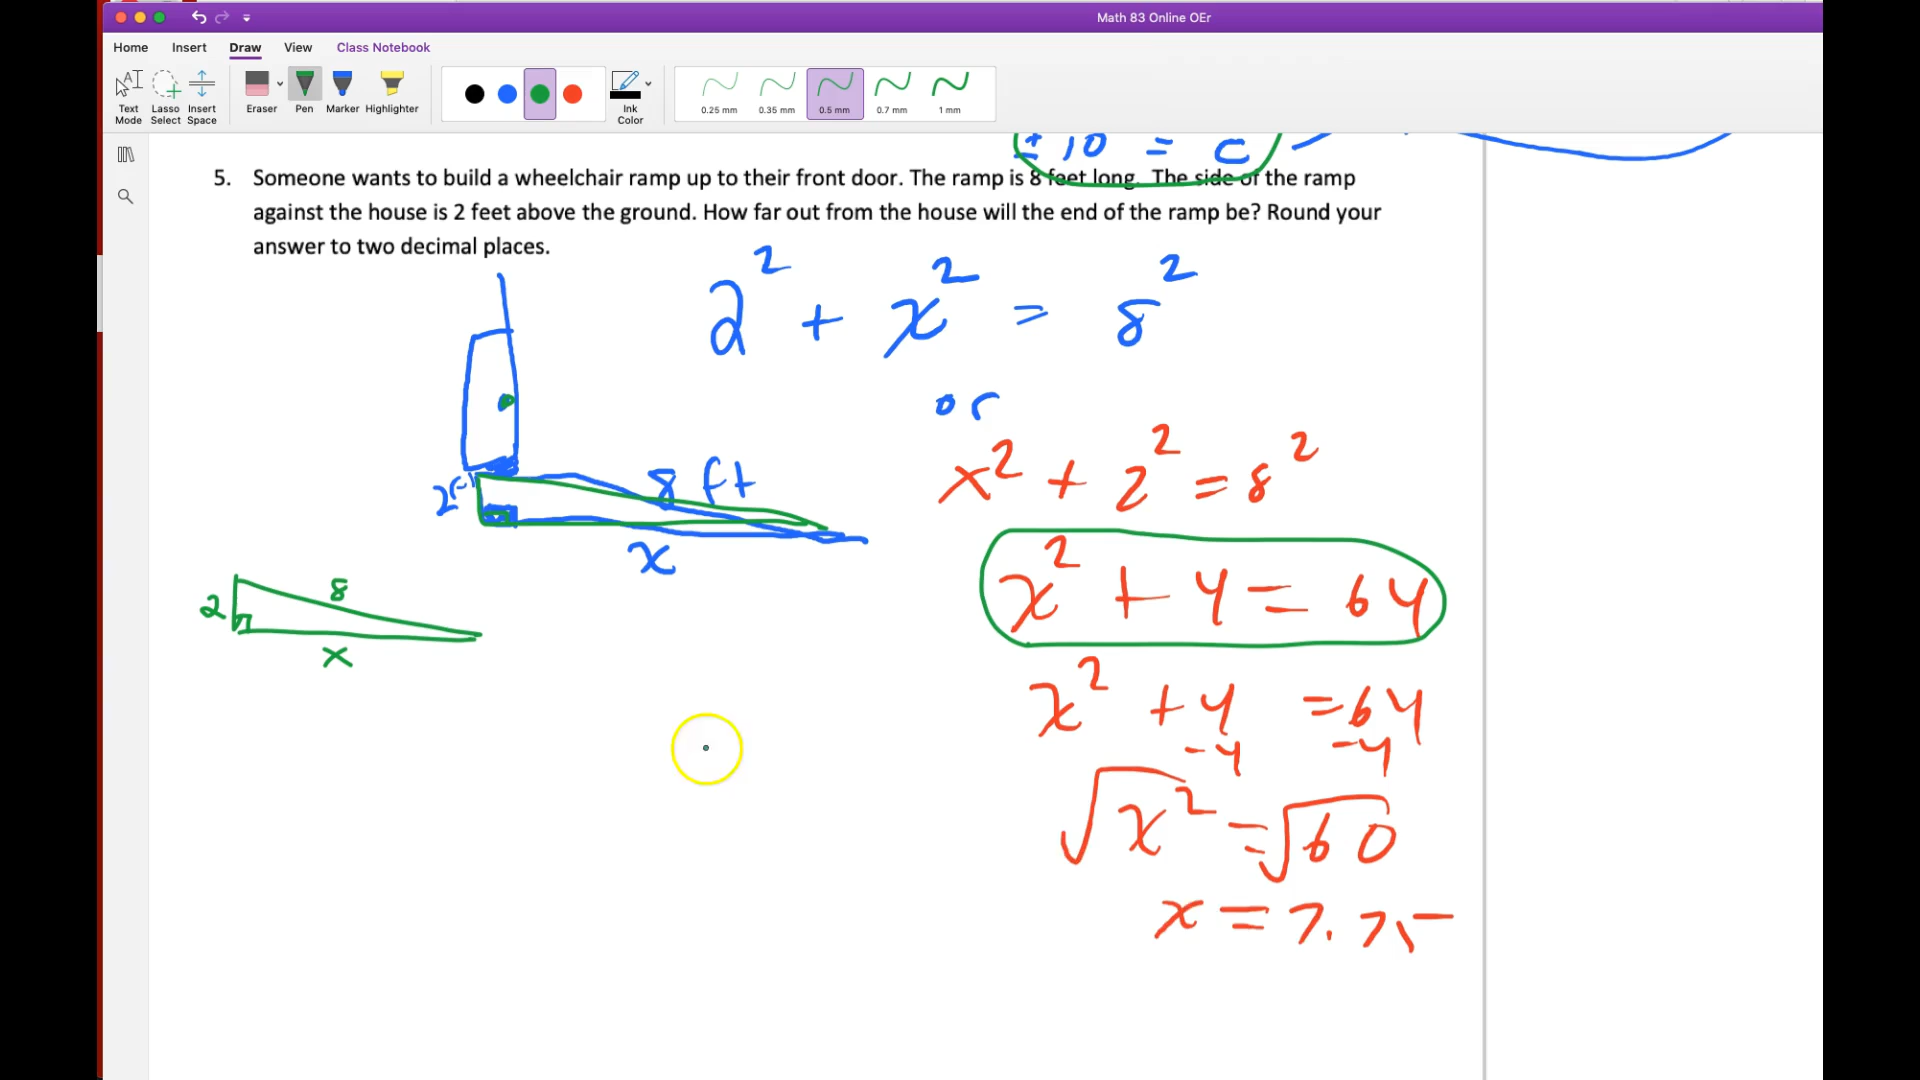 Math 83 Online OEr
Home Insert Draw View Class Notebook
Text Mode Lasso Select Insert Space Eraser Pen Marker Highlighter Ink Color 0.25 mm 0.35 mm 0.5 mm 0.7 mm 1 mm
± 10 = c
5. Someone wants to build a wheelchair ramp up to their front door. The ramp is 8 feet long. The side of the ramp
against the house is 2 feet above the ground. How far out from the house will the end of the ramp be? Round your
answer to two decimal places.
2² + x² = 8²
or
x² + 2² = 8²
8 ft
x
x² + 4 = 64
8
2
x
x² + 4 = 64
-4 -4
√x² = √60
x = 7.75